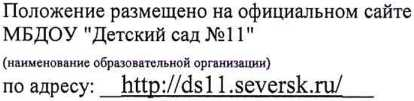 Положение размещено на официальном сайте
МБДОУ "Детский сад №11"
(наименование образовательной организации)
по адресу: http://ds11.seversk.ru/